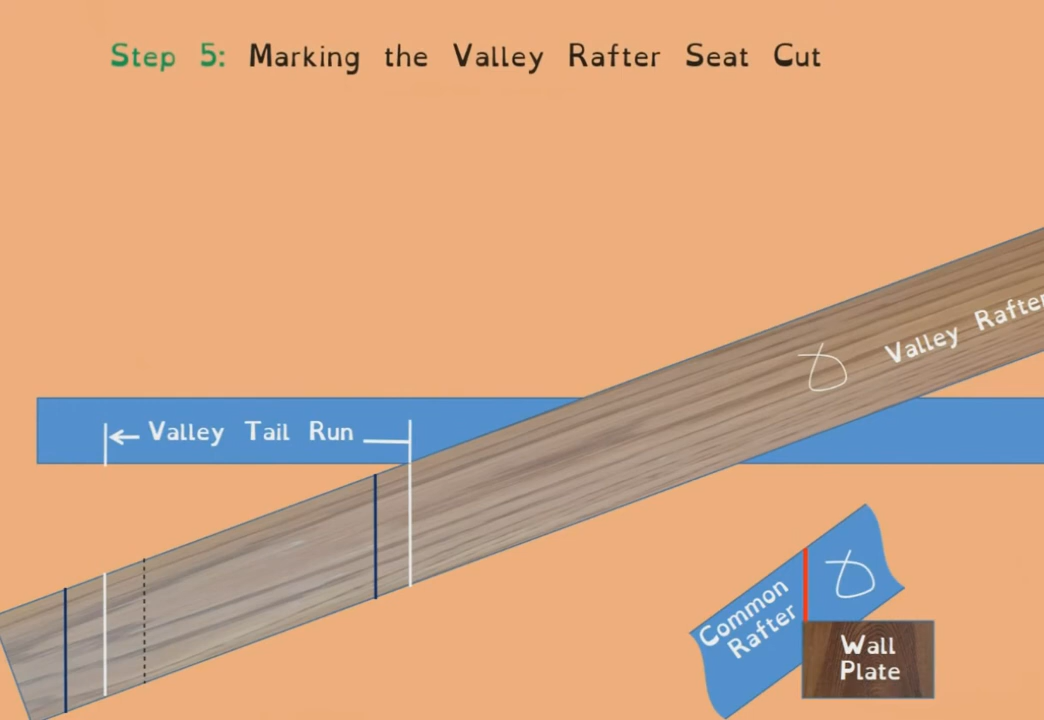 Step 5: Marking the Valley Rafter Seat Cut
Valley Rafter
Valley Tail Run
Common
Rafter
Wall
Plate